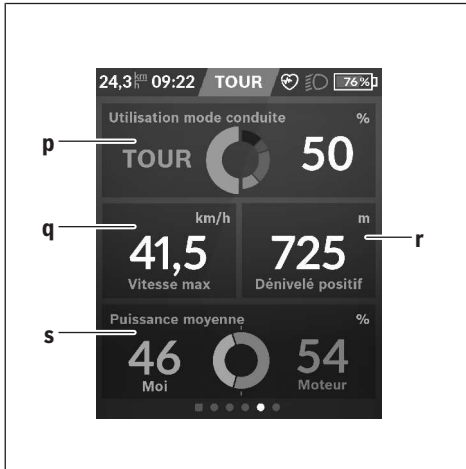 24,3 km/h 09:22 TOUR 76%
Utilisation mode conduite %
p
TOUR 50
q
km/h
m
r
41,5 725
Vitesse max Dénivelé positif
Puissance moyenne %
s
46 54
Moi Moteur